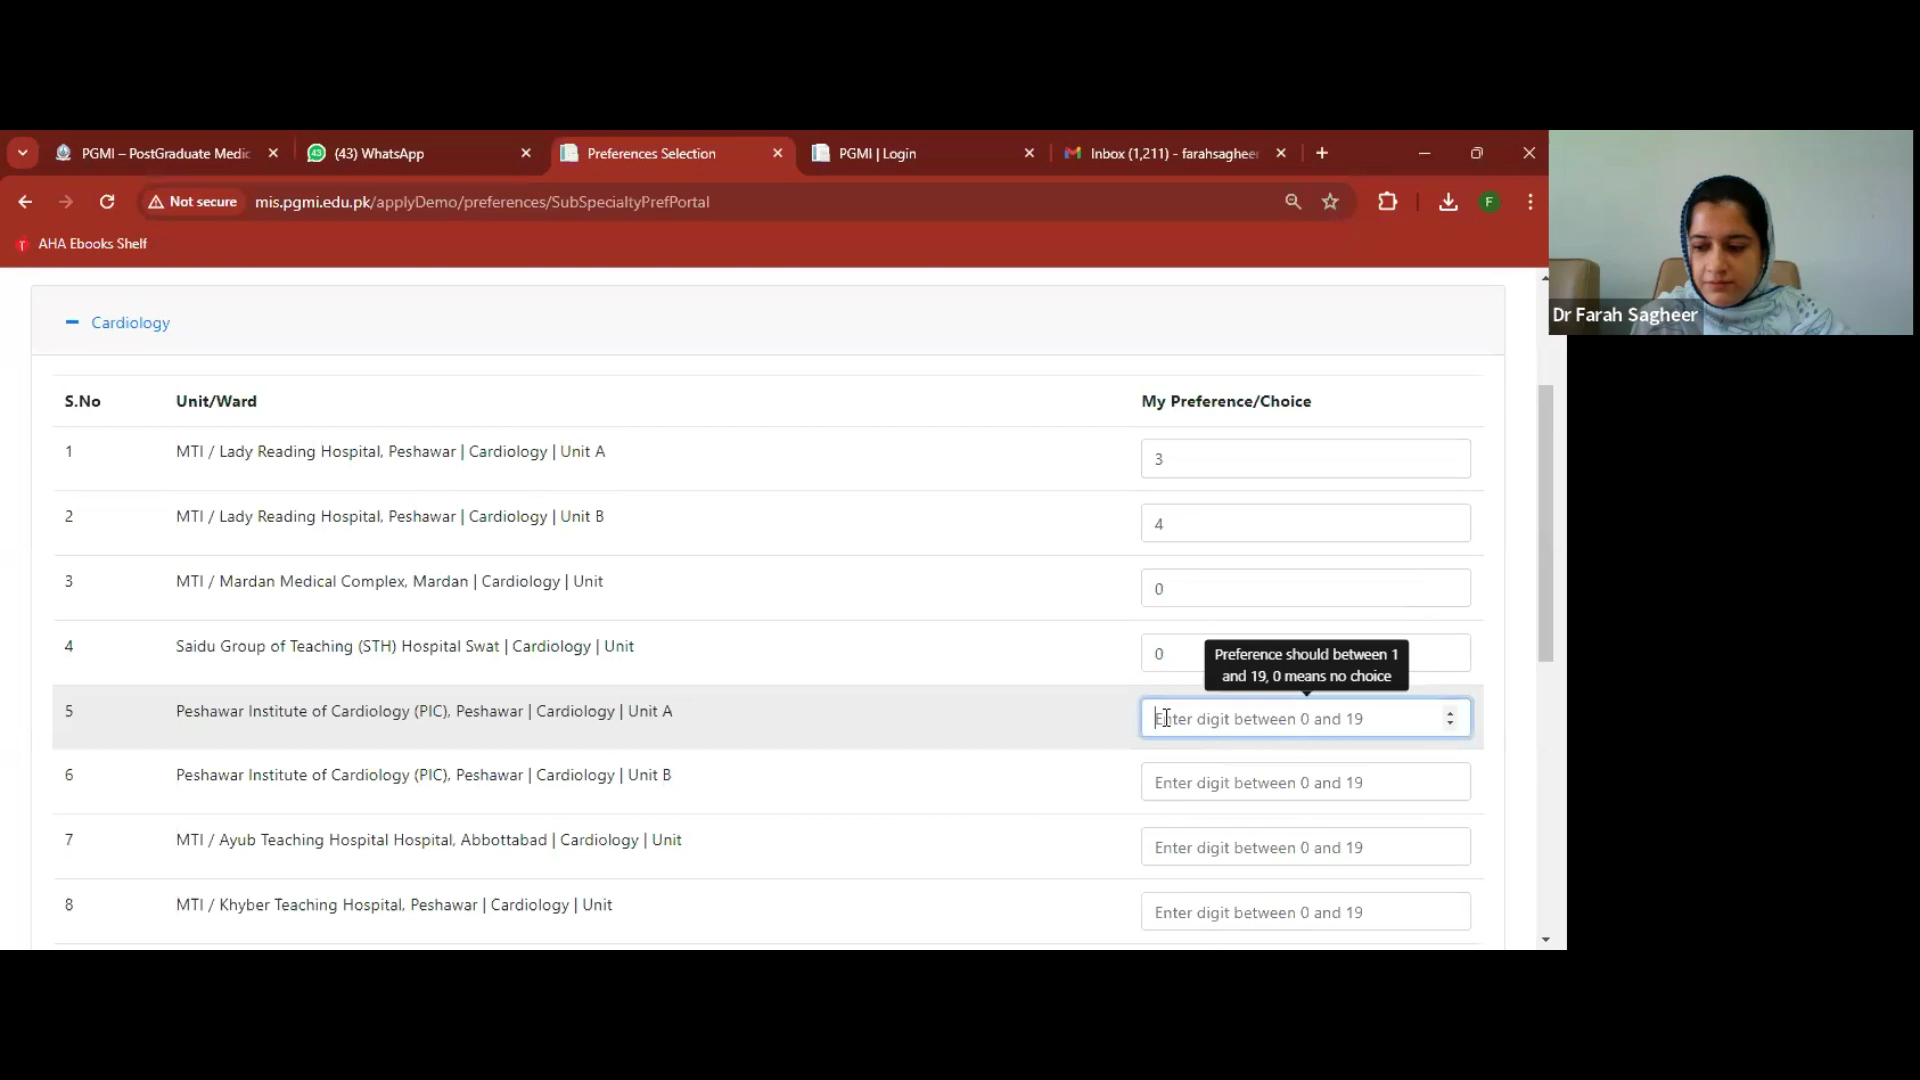 PGMI – PostGraduate Medic
(43) WhatsApp
Preferences Selection
PGMI | Login
Inbox (1,211) - farahsagheer
Not secure
mis.pgmi.edu.pk/applyDemo/preferences/SubSpecialtyPrefPortal
F
AHA Ebooks Shelf
Dr Farah Sagheer
Cardiology
S.No Unit/Ward My Preference/Choice
1 MTI / Lady Reading Hospital, Peshawar | Cardiology | Unit A 3
2 MTI / Lady Reading Hospital, Peshawar | Cardiology | Unit B 4
3 MTI / Mardan Medical Complex, Mardan | Cardiology | Unit 0
4 Saidu Group of Teaching (STH) Hospital Swat | Cardiology | Unit 0
Preference should between 1
and 19, 0 means no choice
5 Peshawar Institute of Cardiology (PIC), Peshawar | Cardiology | Unit A Enter digit between 0 and 19
6 Peshawar Institute of Cardiology (PIC), Peshawar | Cardiology | Unit B Enter digit between 0 and 19
7 MTI / Ayub Teaching Hospital Hospital, Abbottabad | Cardiology | Unit Enter digit between 0 and 19
8 MTI / Khyber Teaching Hospital, Peshawar | Cardiology | Unit Enter digit between 0 and 19